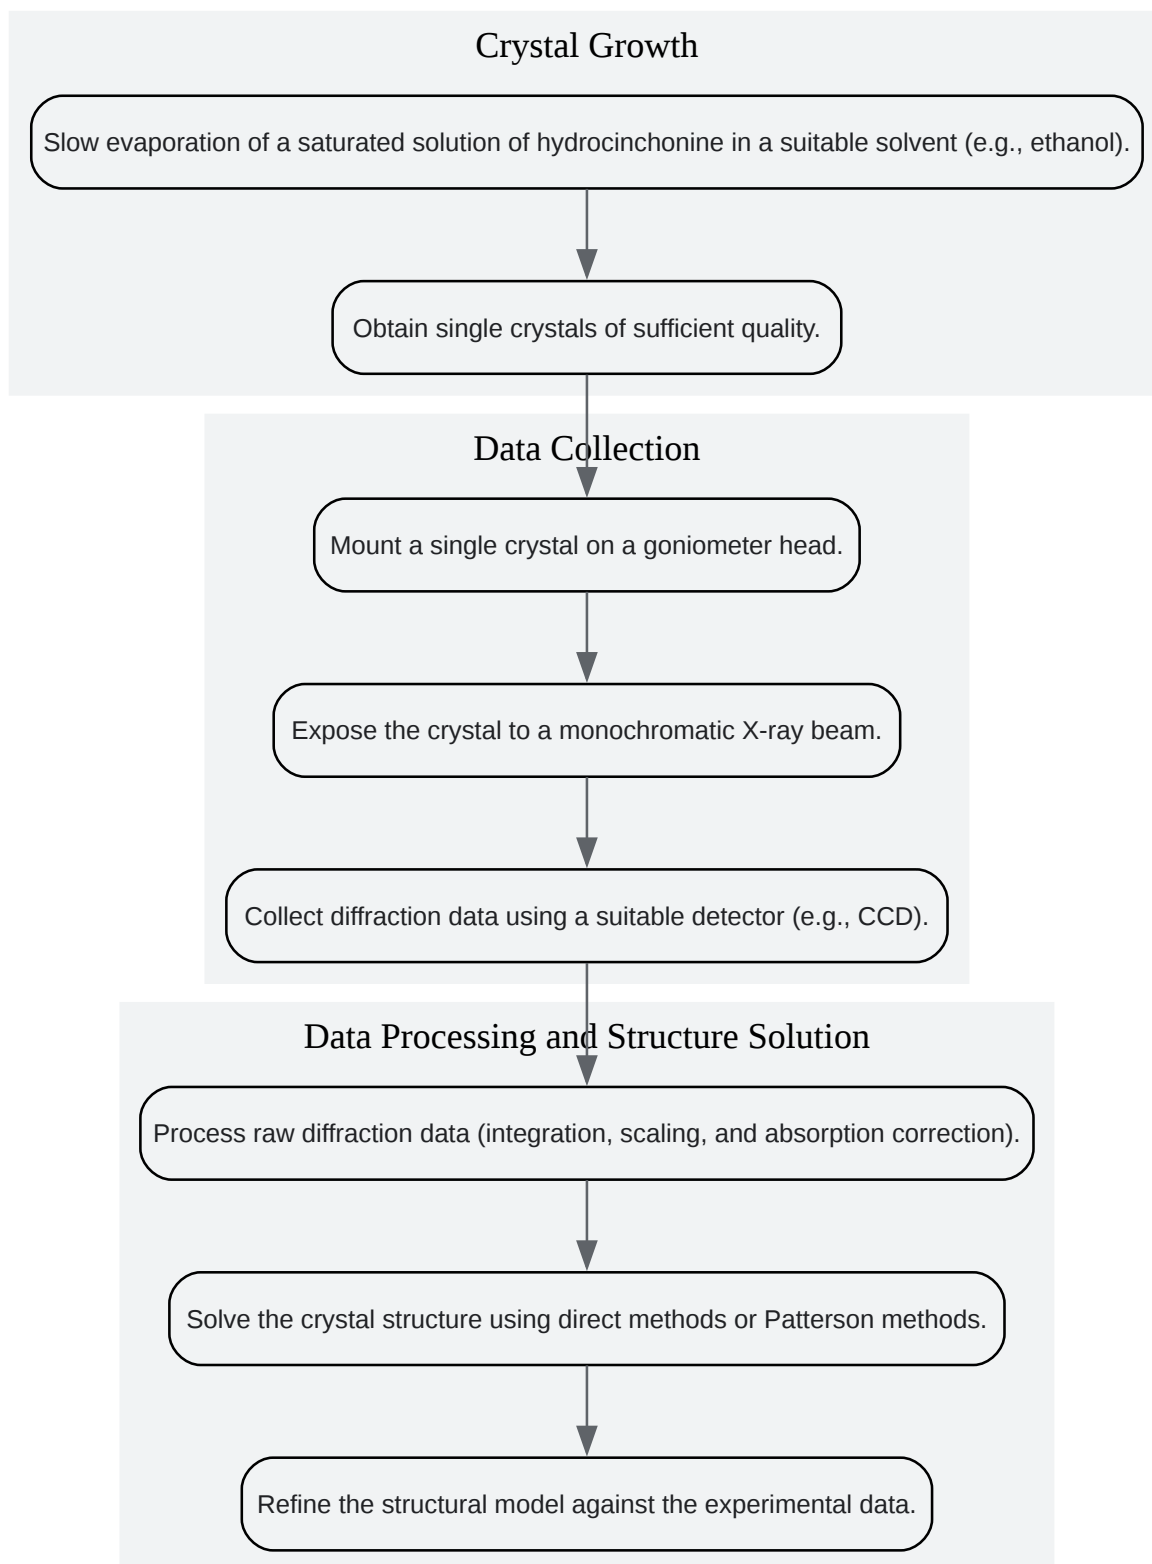 Crystal Growth
Slow evaporation of a saturated solution of hydrocinchonine in a suitable solvent (e.g., ethanol).
Obtain single crystals of sufficient quality.
Data Collection
Mount a single crystal on a goniometer head.
Expose the crystal to a monochromatic X-ray beam.
Collect diffraction data using a suitable detector (e.g., CCD).
Data Processing and Structure Solution
Process raw diffraction data (integration, scaling, and absorption correction).
Solve the crystal structure using direct methods or Patterson methods.
Refine the structural model against the experimental data.